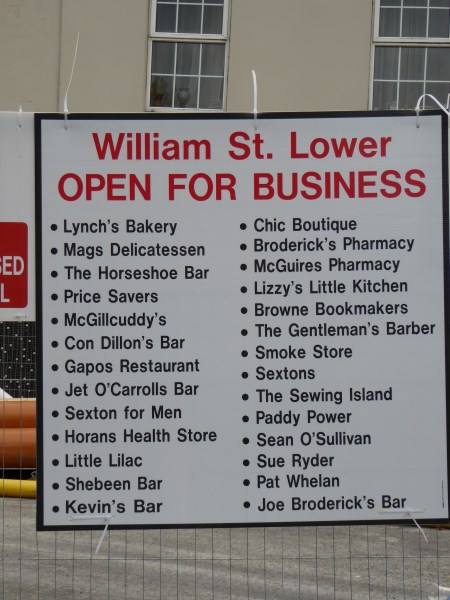 William St. Lower
OPEN FOR BUSINESS
• Lynch's Bakery
• Mags Delicatessen
• The Horseshoe Bar
• Price Savers
• McGillcuddy's
• Con Dillon's Bar
• Gapos Restaurant
• Jet O'Carrolls Bar
• Sexton for Men
• Horans Health Store
• Little Lilac
• Shebeen Bar
• Kevin's Bar
• Chic Boutique
• Broderick's Pharmacy
• McGuires Pharmacy
• Lizzy's Little Kitchen
• Browne Bookmakers
• The Gentleman's Barber
• Smoke Store
• Sextons
• The Sewing Island
• Paddy Power
• Sean O'Sullivan
• Sue Ryder
• Pat Whelan
• Joe Broderick's Bar
SED
L